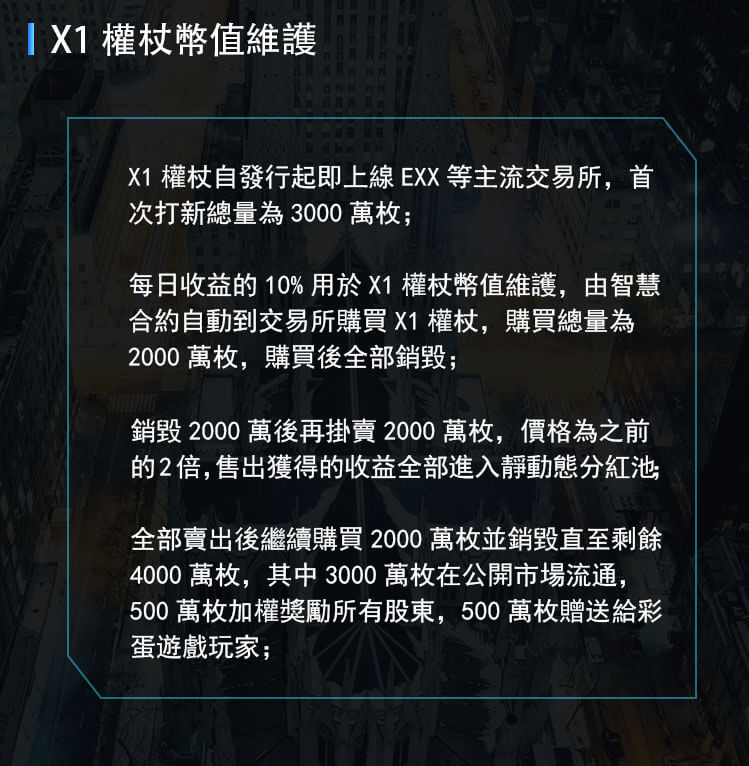 X1 權杖幣值維護
X1 權杖自發行起即上線 EXX 等主流交易所，首
次打新總量為 3000 萬枚；
每日收益的 10% 用於 X1 權杖幣值維護，由智慧
合約自動到交易所購買 X1 權杖，購買總量為
2000 萬枚，購買後全部銷毀；
銷毀 2000 萬後再掛賣 2000 萬枚，價格為之前
的2倍,售出獲得的收益全部進入靜動態分紅池;
全部賣出後繼續購買 2000 萬枚並銷毀直至剩餘
4000 萬枚，其中 3000 萬枚在公開市場流通，
500 萬枚加權獎勵所有股東，500 萬枚贈送給彩
蛋遊戲玩家；